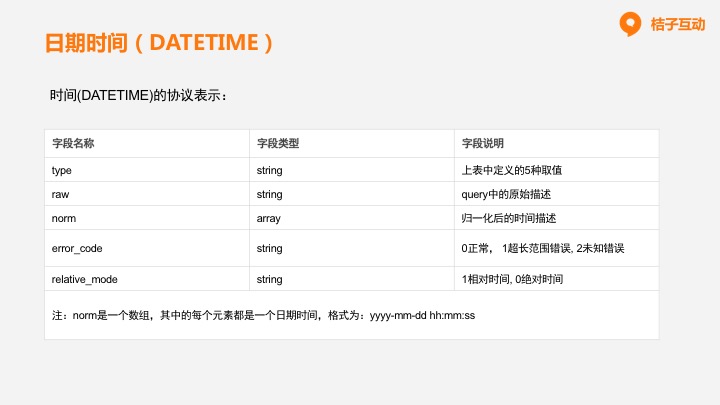 日期时间（DATETIME）
桔子互动
时间(DATETIME)的协议表示：
字段名称 字段类型 字段说明
type string 上表中定义的5种取值
raw string query中的原始描述
norm array 归一化后的时间描述
error_code string 0正常， 1超长范围错误, 2未知错误
relative_mode string 1相对时间, 0绝对时间
注：norm是一个数组，其中的每个元素都是一个日期时间，格式为：yyyy-mm-dd hh:mm:ss